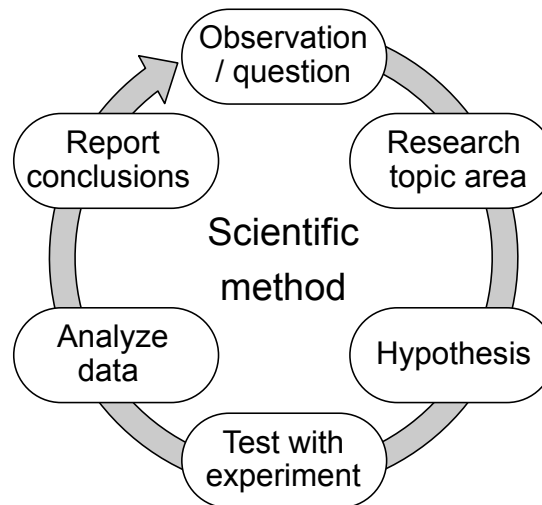 Observation
/ question
Research
topic area
Hypothesis
Test with
experiment
Analyze
data
Report
conclusions
Scientific
method